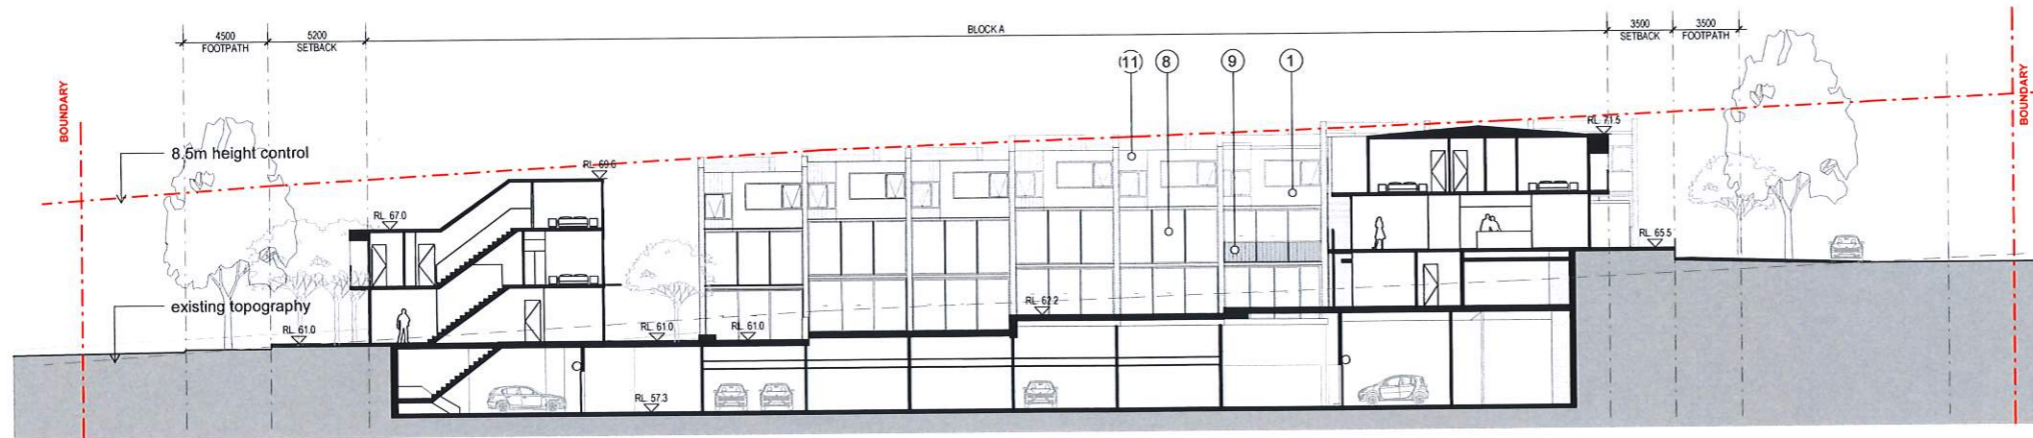 4500
FOOTPATH
5200
SETBACK
BLOCK A
3500
SETBACK
3500
FOOTPATH
(11)
8
9
1
BOUNDARY
BOUNDARY
8.5m height control
RL. 69.6
RL. 71.5
RL. 67.0
RL. 65.5
existing topography
RL. 61.0
RL. 61.0
RL. 61.0
RL. 62.2
RL. 57.3